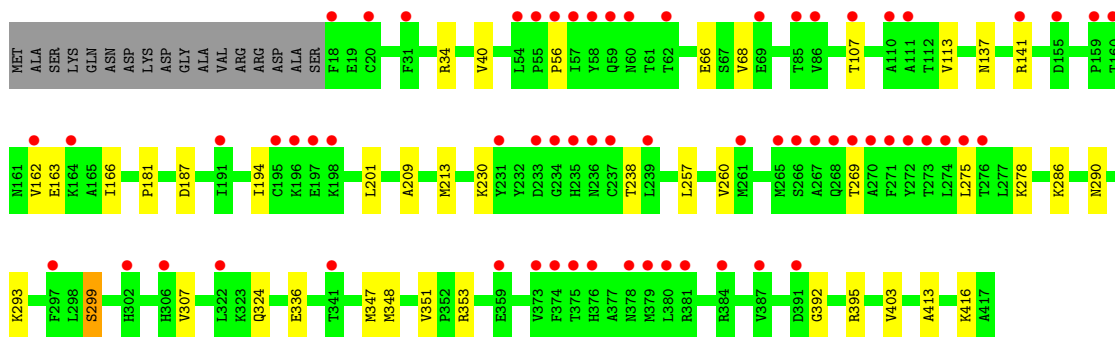 MET ALA SER LYS GLN ASN ASP LYS ASP GLY ALA VAL ARG ARG ASP ALA SER F18 E19 C20 F31 R34 V40 L54 P55 P56 I57 Y58 Q59 N60 T61 T62 E66 S67 V68 E69 T85 V86 T107 A110 A111 T112 V113 N137 R141 D155 P159 T160
N161 V162 E163 K164 A165 I166 P181 D187 I191 I194 C195 K196 E197 K198 L201 A209 M213 K230 Y231 Y232 D233 G234 H235 N236 C237 T238 L239 L257 V260 M261 M265 S266 A267 Q268 T269 A270 F271 Y272 T273 L274 L275 T276 L277 K278 K286 N290
K293 F297 L298 S299 H302 H306 V307 L322 K323 Q324 E336 T341 M347 M348 V351 P352 R353 E359 V373 F374 T375 H376 A377 N378 M379 L380 R381 R384 V387 D391 G392 R395 V403 A413 K416 A417